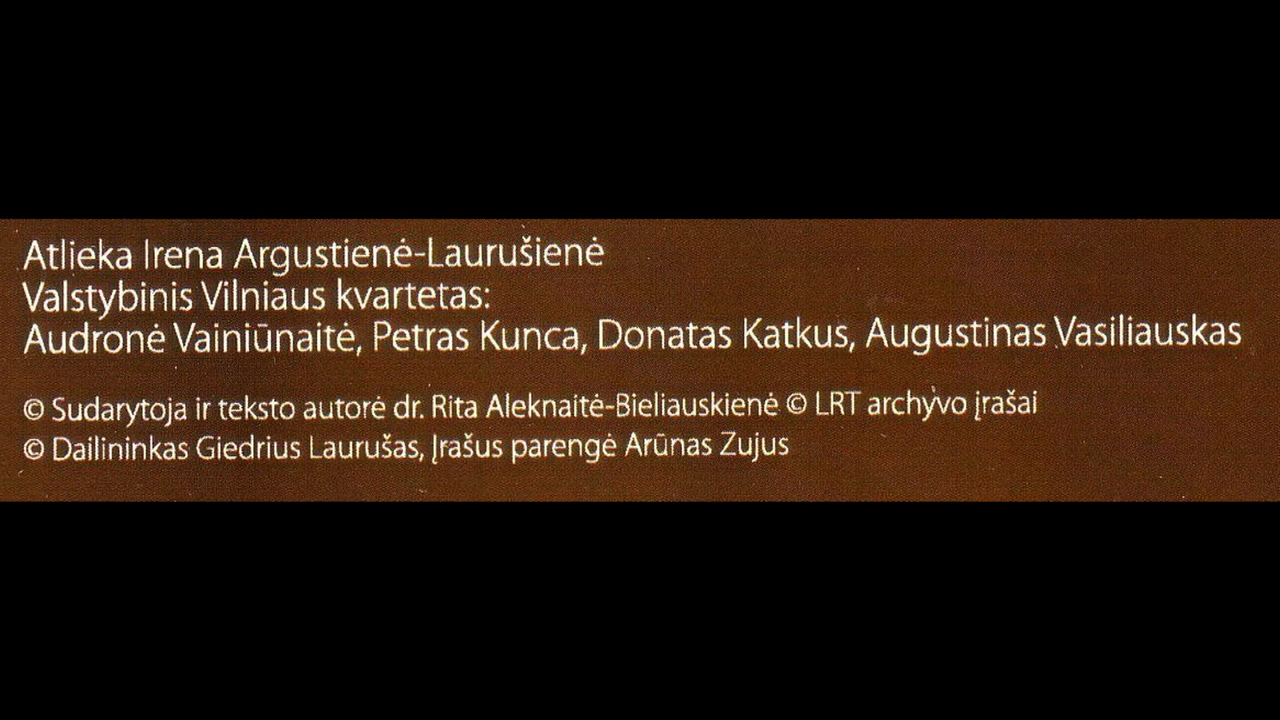 Atlieka Irena Argustienė-Laurušienė
Valstybinis Vilniaus kvartetas:
Audronė Vainiūnaitė, Petras Kunca, Donatas Katkus, Augustinas Vasiliauskas
© Sudarytoja ir teksto autorė dr. Rita Aleknaitė-Bieliauskienė © LRT archyvo įrašai
© Dailininkas Giedrius Laurušas, Įrašus parengė Arūnas Zujus